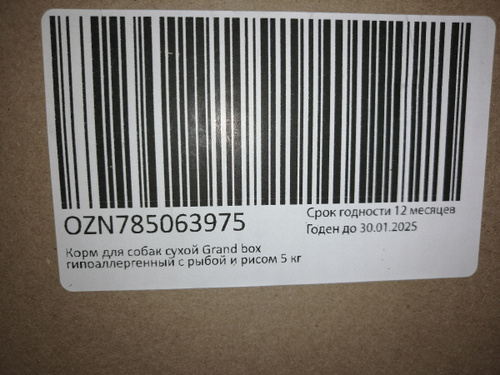 OZN785063975
Срок годности 12 месяцев
Годен до 30.01.2025
Корм для собак сухой Grand box
гипоаллергенный с рыбой и рисом 5 кг